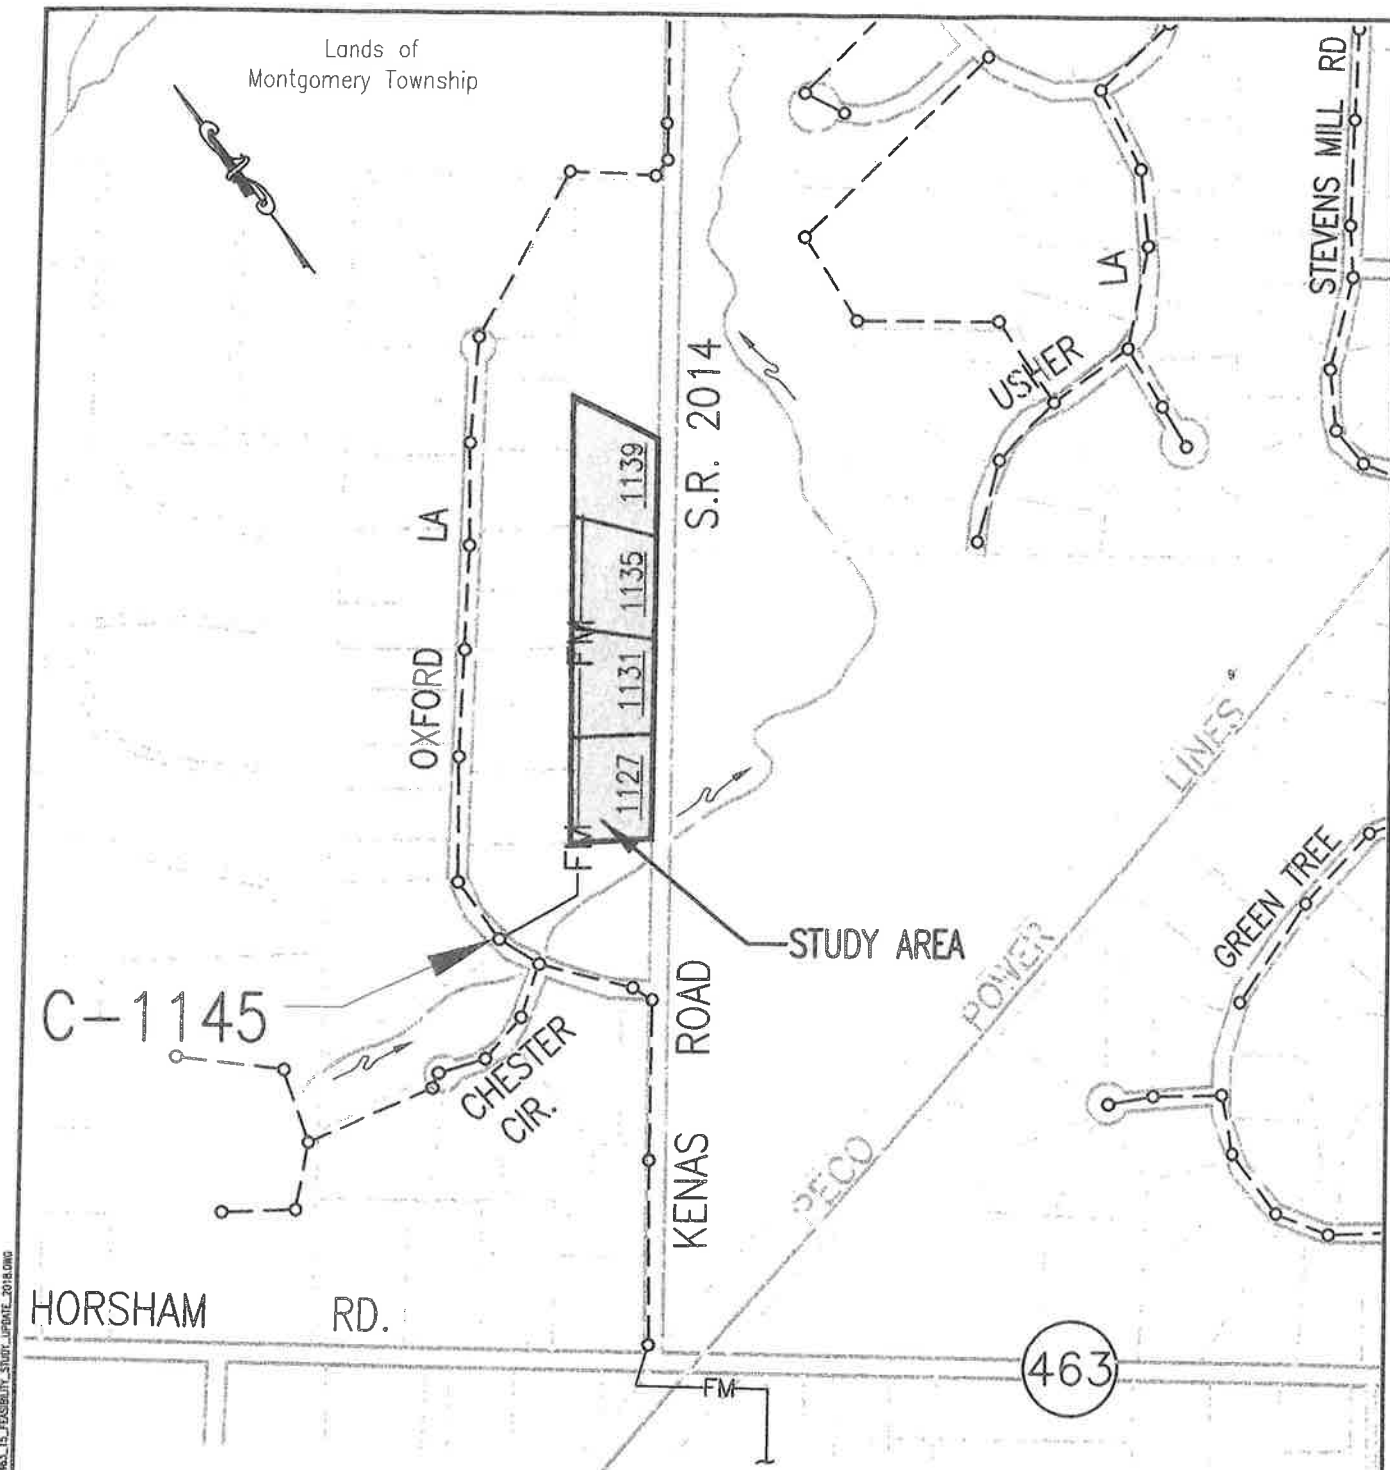 Lands of
Montgomery Township
STEVENS MILL RD
LA
USHER
S.R. 2014
1139
LA
1135
FM
1131
OXFORD
1127
LINES
FM
GREEN TREE
STUDY AREA
POWER
C-1145
ROAD
CHESTER
CIR.
PECO
KENAS
HORSHAM RD.
463
FM